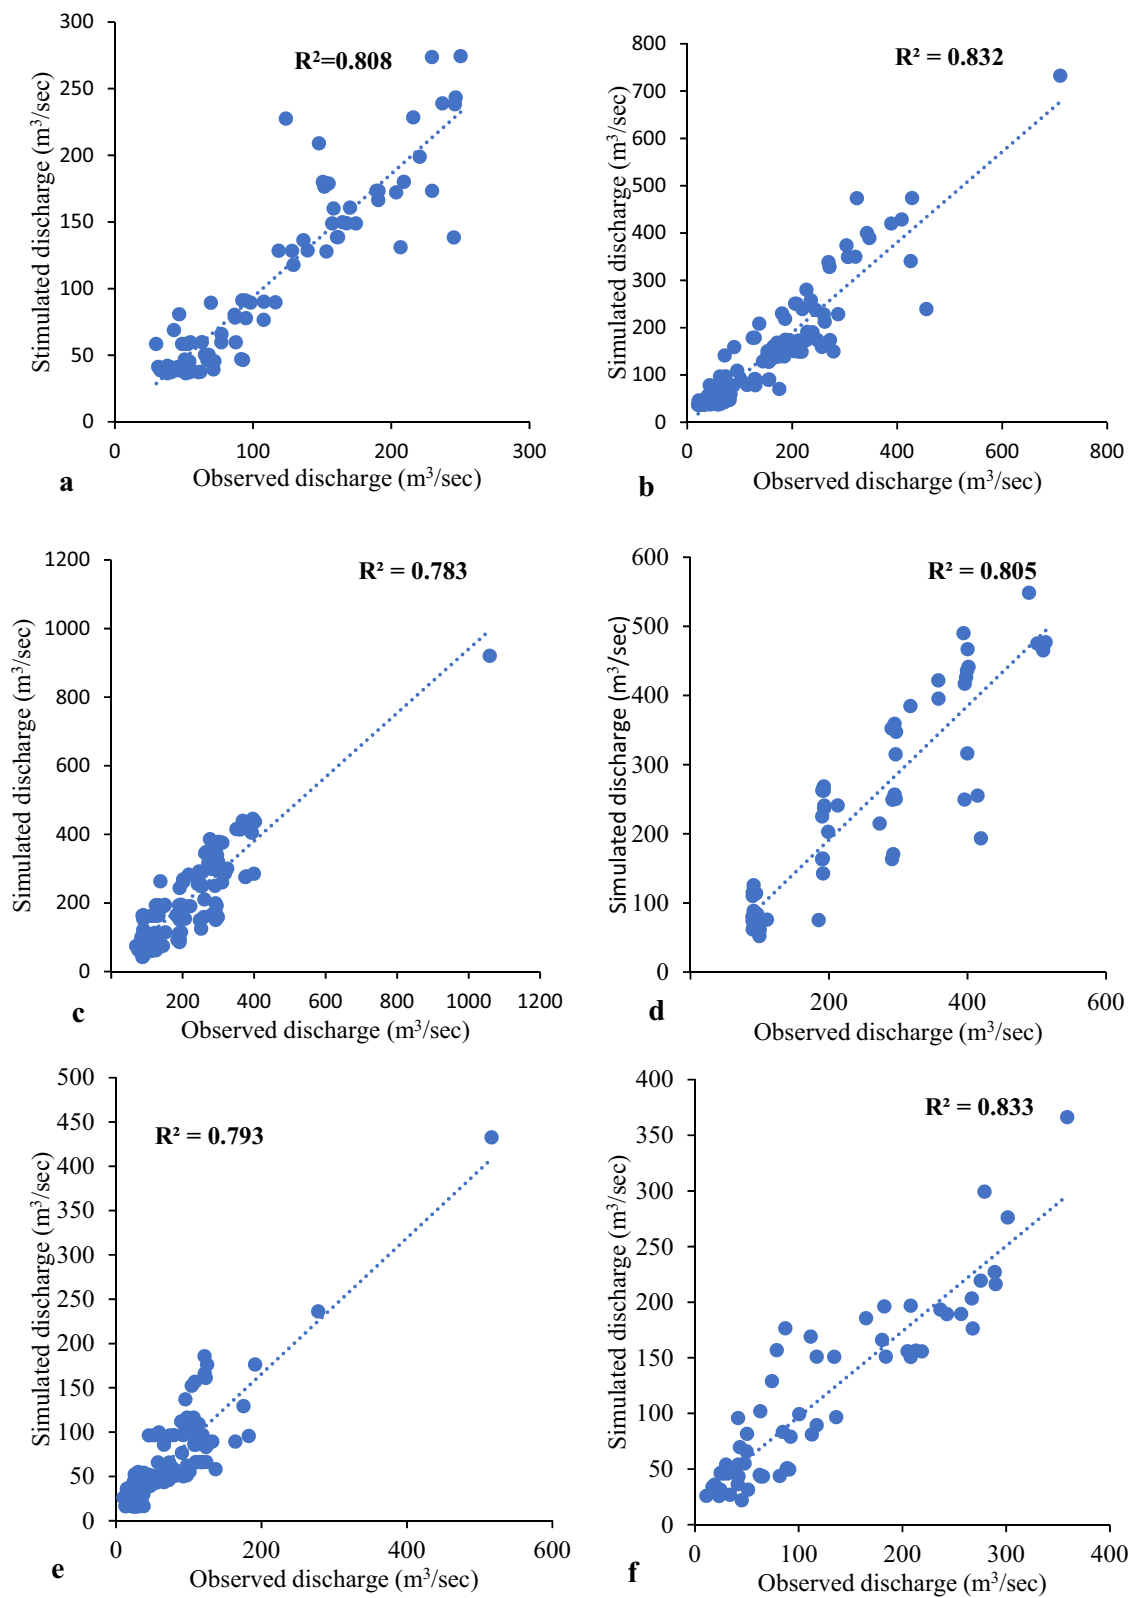 300
250
200
150
100
50
0
0 100 200 300
Stimulated discharge (m³/sec)
R²=0.808
Observed discharge (m³/sec)
a
800
700
600
500
400
300
200
100
0
0 200 400 600 800
Simulated discharge (m³/sec)
R² = 0.832
Observed discharge (m³/sec)
b
1200
1000
800
600
400
200
0
200 400 600 800 1000 1200
Simulated discharge (m³/sec)
R² = 0.783
Observed discharge (m³/sec)
c
600
500
400
300
200
100
0
200 400 600
Simulated discharge (m³/sec)
R² = 0.805
Observed discharge (m³/sec)
d
500
450
400
350
300
250
200
150
100
50
0
0 200 400 600
Simulated discharge (m³/sec)
R² = 0.793
Observed discharge (m³/sec)
e
400
350
300
250
200
150
100
50
0
0 100 200 300 400
Simulated discharge (m³/sec)
R² = 0.833
Observed discharge (m³/sec)
f